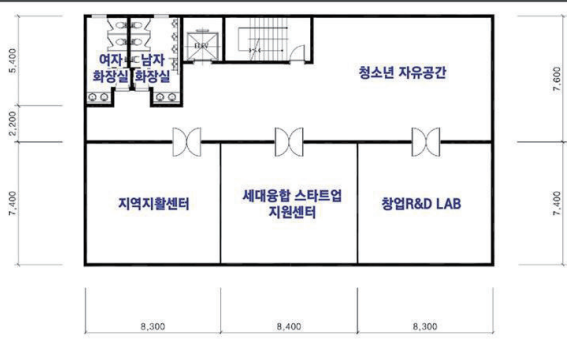 여자
화장실
남자
화장실
청소년 자유공간
지역지활센터
세대융합 스타트업
지원센터
창업R&D LAB
5,400
2,200
7,400
7,600
7,400
8,300
8,400
8,300